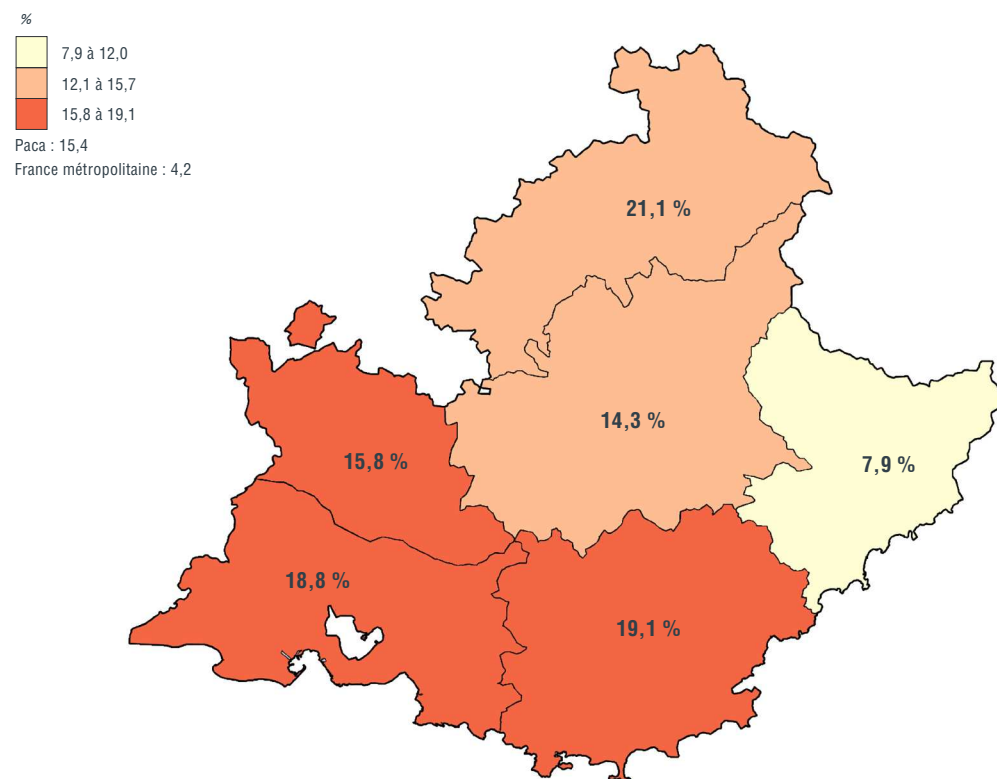 %
7,9 à 12,0
12,1 à 15,7
15,8 à 19,1
Paca : 15,4
France métropolitaine : 4,2
21,1 %
14,3 %
15,8 %
7,9 %
18,8 %
19,1 %